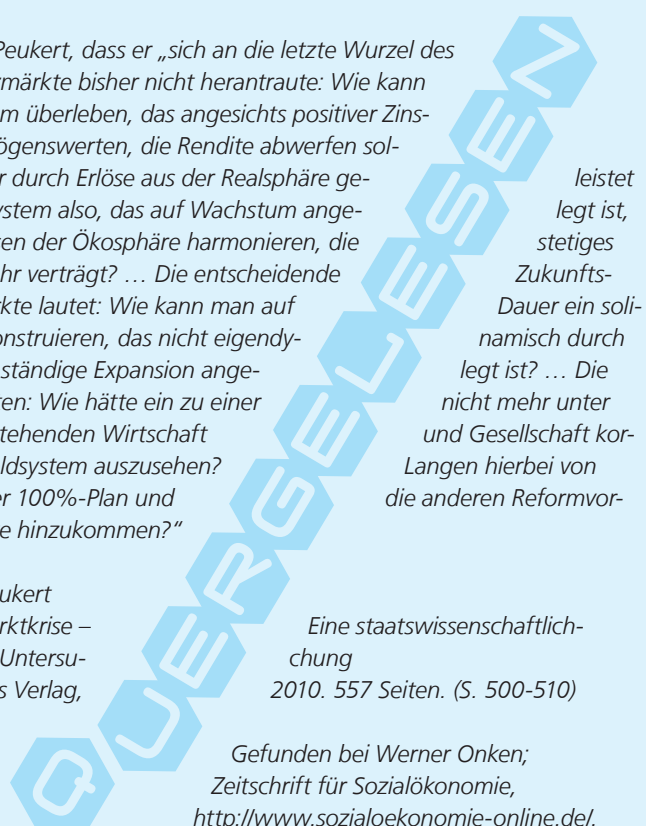 Peukert, dass er „sich an die letzte Wurzel des
ymärkte bisher nicht herantraute: Wie kann
m überleben, das angesichts positiver Zins-
ögenswerten, die Rendite abwerfen sol-
r durch Erlöse aus der Realsphäre ge- leistet
ystem also, das auf Wachstum ange- legt ist,
en der Ökosphäre harmonieren, die stetiges
hr verträgt? … Die entscheidende Zukunfts-
kte lautet: Wie kann man auf Dauer ein soli-
onstruieren, das nicht eigendy- namisch durch
ständige Expansion ange- legt ist? … Die
en: Wie hätte ein zu einer nicht mehr unter
tehenden Wirtschaft und Gesellschaft kor-
ldsystem auszusehen? Langen hierbei von
er 100%-Plan und die anderen Reformvor-
e hinzukommen?“
ukert
rktkrise – Eine staatswissenschaftlich-
Untersu- chung
s Verlag, 2010. 557 Seiten. (S. 500-510)
Gefunden bei Werner Onken;
Zeitschrift für Sozialökonomie,
http://www.sozialoekonomie-online.de/.
QUERGELESEN